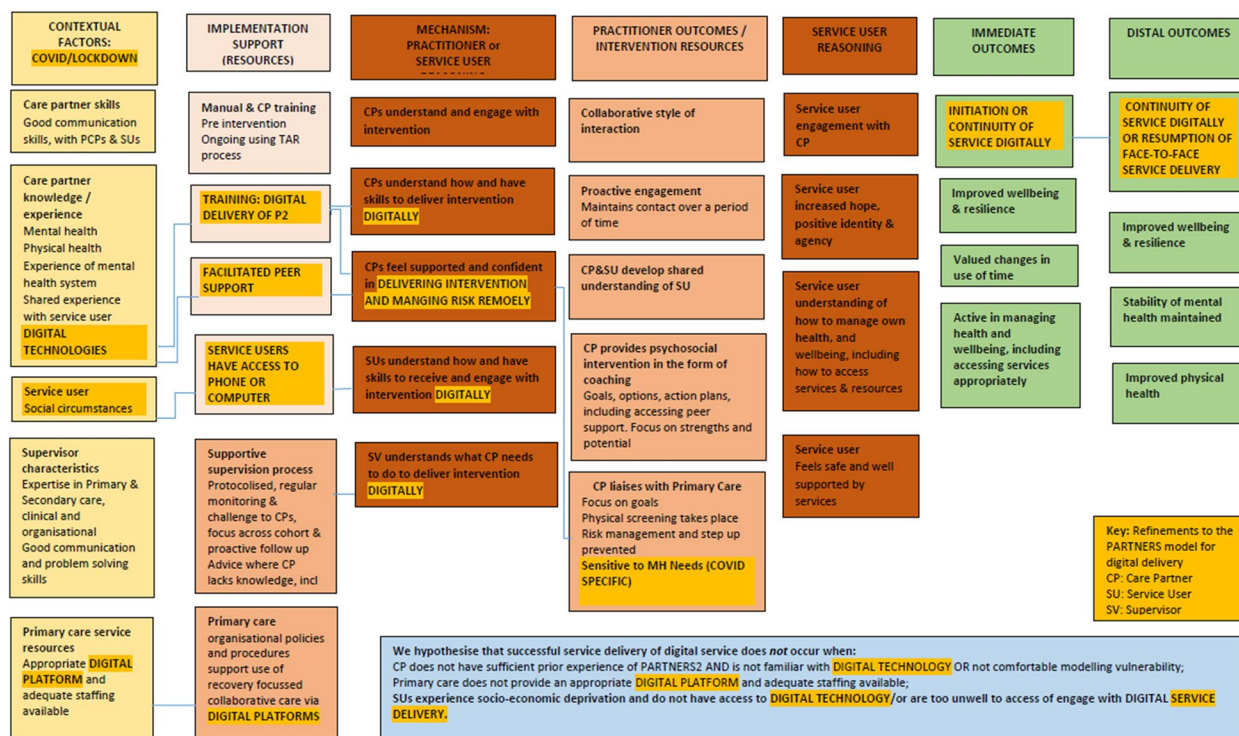 CONTEXTUAL
FACTORS:
COVID/LOCKDOWN
IMPLEMENTATION
SUPPORT
(RESOURCES)
MECHANISM:
PRACTITIONER or
SERVICE USER
PRACTITIONER OUTCOMES /
INTERVENTION RESOURCES
SERVICE USER
REASONING
IMMEDIATE
OUTCOMES
DISTAL OUTCOMES
Care partner skills
Good communication
skills, with PCPs & SUs
Care partner
knowledge /
experience
Mental health
Physical health
Experience of mental
health system
Shared experience
with service user
DIGITAL
TECHNOLOGIES
Service user
Social circumstances
Supervisor
characteristics
Expertise in Primary &
Secondary care,
clinical and
organisational
Good communication
and problem solving
skills
Primary care service
resources
Appropriate DIGITAL
PLATFORM and
adequate staffing
available
Manual & CP training
Pre intervention
Ongoing using TAR
process
TRAINING: DIGITAL
DELIVERY OF P2
FACILITATED PEER
SUPPORT
SERVICE USERS
HAVE ACCESS TO
PHONE OR
COMPUTER
Supportive
supervision process
Protocolised, regular
monitoring &
challenge to CPs,
focus across cohort &
proactive follow up
Advice where CP
lacks knowledge, incl
Primary care
organisational policies
and procedures
support use of
recovery focussed
collaborative care via
DIGITAL PLATFORMS
CPs understand and engage with
intervention
CPs understand how and have
skills to deliver intervention
DIGITALLY
CPs feel supported and confident
in DELIVERING INTERVENTION
AND MANGING RISK REMOELY
SUs understand how and have
skills to receive and engage with
intervention DIGITALLY
SV understands what CP needs
to do to deliver intervention
DIGITALLY
Collaborative style of
interaction
Proactive engagement
Maintains contact over a period
of time
CP&SU develop shared
understanding of SU
CP provides psychosocial
intervention in the form of
coaching
Goals, options, action plans,
including accessing peer
support. Focus on strengths and
potential
CP liaises with Primary Care
Focus on goals
Physical screening takes place
Risk management and step up
prevented
Sensitive to MH Needs (COVID
SPECIFIC)
Service user
engagement with
CP
Service user
increased hope,
positive identity &
agency
Service user
understanding of
how to manage own
health, and
wellbeing, including
how to access
services & resources
Service user
Feels safe and well
supported by
services
INITIATION OR
CONTINUITY OF
SERVICE DIGITALLY
Improved wellbeing
& resilience
Valued changes in
use of time
Active in managing
health and
wellbeing, including
accessing services
appropriately
CONTINUITY OF
SERVICE DIGITALLY
OR RESUMPTION OF
FACE-TO-FACE
SERVICE DELIVERY
Improved wellbeing
& resilience
Stability of mental
health maintained
Improved physical
health
Key: Refinements to the
PARTNERS model for
digital delivery
CP: Care Partner
SU: Service User
SV: Supervisor
We hypothesise that successful service delivery of digital service does not occur when:
CP does not have sufficient prior experience of PARTNERS2 AND is not familiar with DIGITAL TECHNOLOGY OR not comfortable modelling vulnerability;
Primary care does not provide an appropriate DIGITAL PLATFORM and adequate staffing available;
SUs experience socio-economic deprivation and do not have access to DIGITAL TECHNOLOGY/or are too unwell to access of engage with DIGITAL SERVICE
DELIVERY.